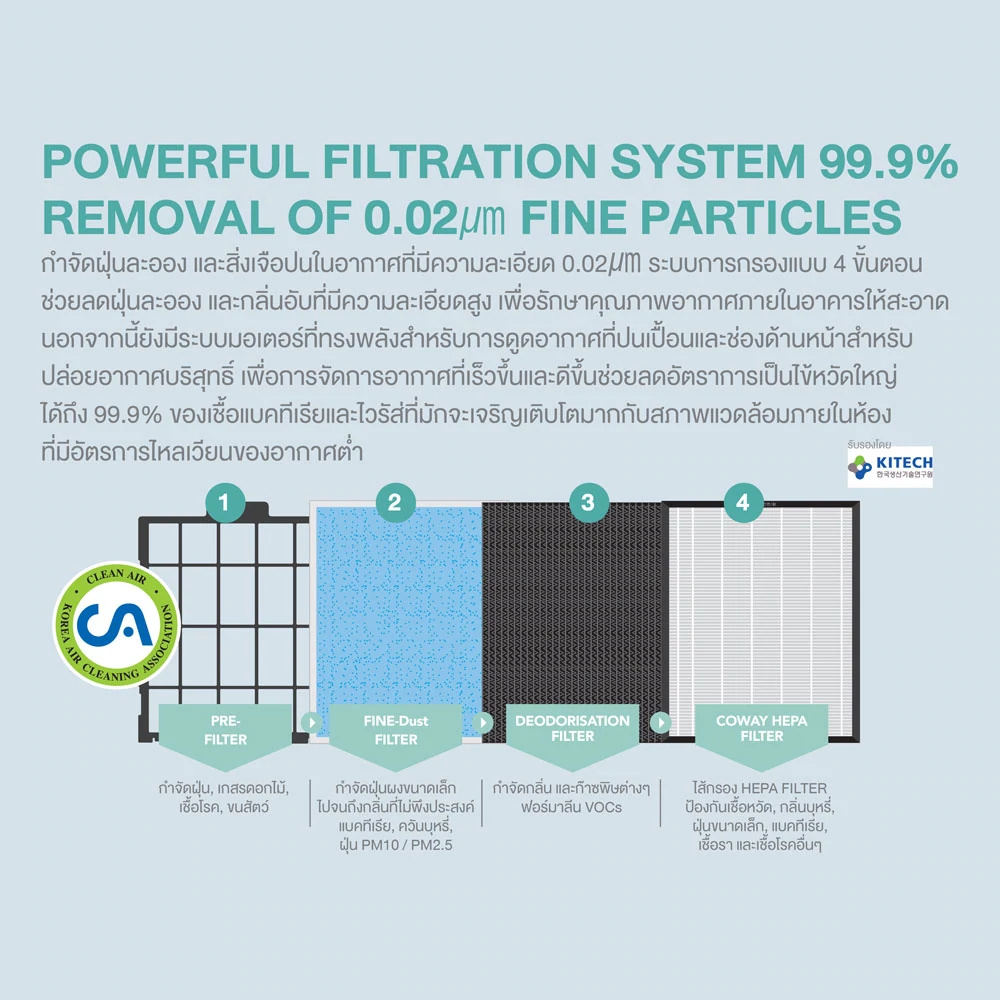 POWERFUL FILTRATION SYSTEM 99.9%
REMOVAL OF 0.02㎛ FINE PARTICLES
กำจัดฝุ่นละออง และสิ่งเจือปนในอากาศที่มีความละเอียด 0.02㎛ ระบบการกรองแบบ 4 ขั้นตอน
ช่วยลดฝุ่นละออง และกลิ่นอับที่มีความละเอียดสูง เพื่อรักษาคุณภาพอากาศภายในอาคารให้สะอาด
นอกจากนี้ยังมีระบบมอเตอร์ที่ทรงพลังสำหรับการดูดอากาศที่ปนเปื้อนและช่องด้านหน้าสำหรับ
ปล่อยอากาศบริสุทธิ์ เพื่อการจัดการอากาศที่เร็วขึ้นและดีขึ้นช่วยลดอัตราการเป็นไข้หวัดใหญ่
ได้ถึง 99.9% ของเชื้อแบคทีเรียและไวรัส่ที่มักจะเจริญเติบโตมากกับสภาพแวดล้อมภายในห้อง
ที่มีอัตรการไหลเวียนของอากาศต่ำ
รับรองโดย
KITECH
한국생산기술연구원
1
2
3
4
CLEAN AIR
CA
KOREA AIR CLEANING ASSOCIATION
PRE-
FILTER
FINE-Dust
FILTER
DEODORISATION
FILTER
COWAY HEPA
FILTER
กำจัดฝุ่น, เกสรดอกไม้,
เชื้อโรค, ขนสัตว์
กำจัดฝุ่นผงขนาดเล็ก
ไปจนถึงกลิ่นที่ไม่พึงประสงค์
แบคทีเรีย, ควันบุหรี่,
ฝุ่น PM10 / PM2.5
กำจัดกลิ่น และก๊าซพิษต่างๆ
ฟอร์มาลีน VOCs
ไส้กรอง HEPA FILTER
ป้องกันเชื้อหวัด, กลิ่นบุหรี่,
ฝุ่นขนาดเล็ก, แบคทีเรีย,
เชื้อรา และเชื้อโรคอื่นๆ